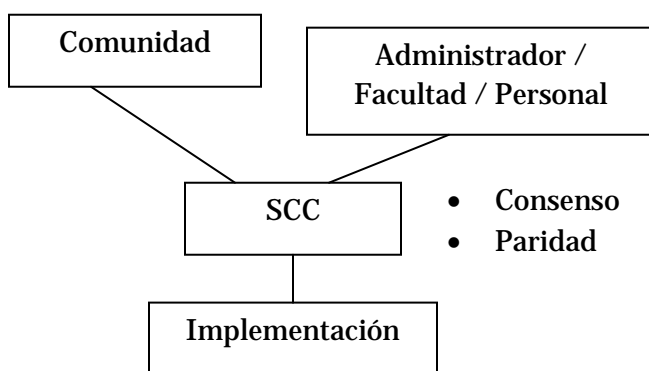 Comunidad
Administrador /
Facultad / Personal
SCC
• Consenso
• Paridad
Implementación